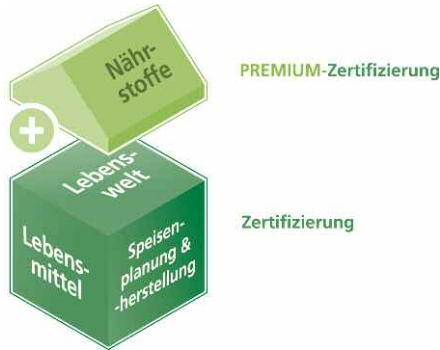 Nähr-
stoffe
PREMIUM-Zertifizierung
+
Lebens-
welt
Lebens-
mittel
Speisen-
planung &
-herstellung
Zertifizierung